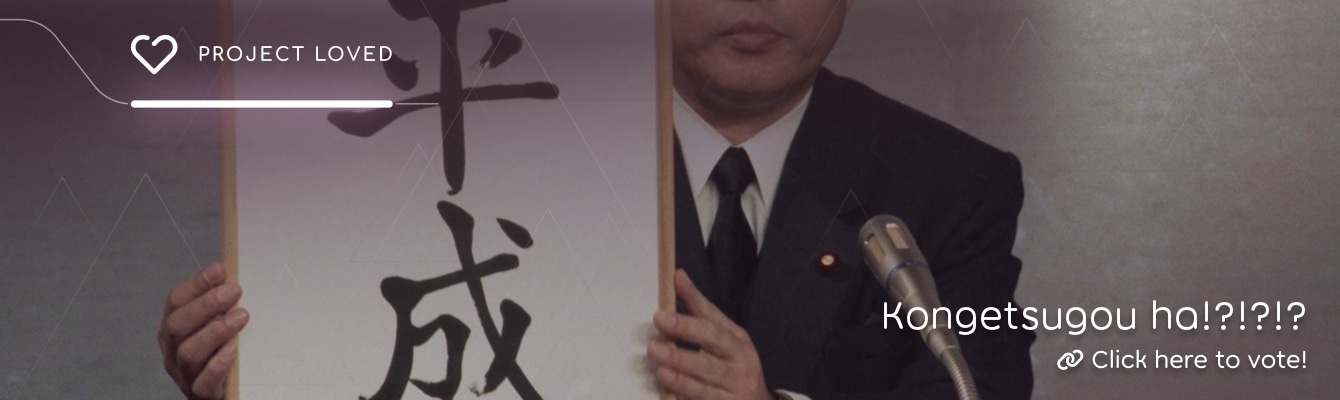 PROJECT LOVED
平
成
Kongetsugou ha!?!?!?
Click here to vote!